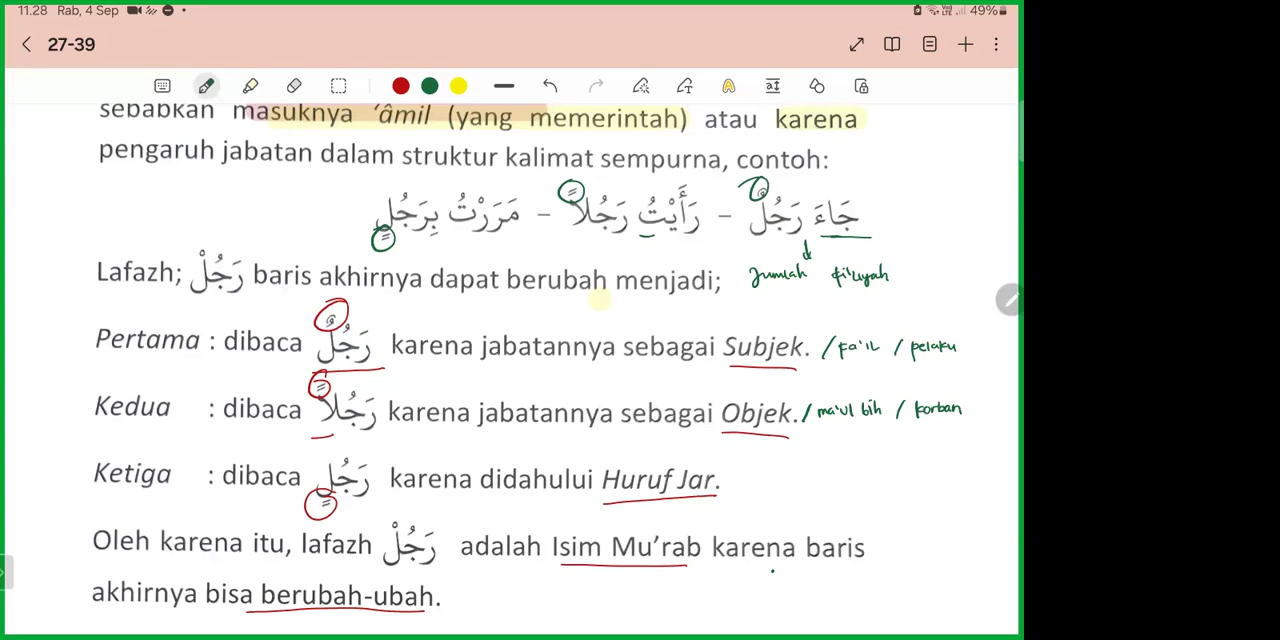 11.28 Rab, 4 Sep
49%
27-39
sebabkan masuknya ‘âmil (yang memerintah) atau karena
pengaruh jabatan dalam struktur kalimat sempurna, contoh:
جَاءَ رَجُلٌ – رَأَيْتُ رَجُلاً – مَرَرْتُ بِرَجُلٍ
Lafazh; رَجُلْ baris akhirnya dapat berubah menjadi; Jumlah fi'liyah
Pertama : dibaca رَجُلٌ karena jabatannya sebagai Subjek. / fa'il / pelaku
Kedua : dibaca رَجُلاً karena jabatannya sebagai Objek. / ma'ul bih / korban
Ketiga : dibaca رَجُلٍ karena didahului Huruf Jar.
Oleh karena itu, lafazh رَجُلْ adalah Isim Mu’rab karena baris
akhirnya bisa berubah-ubah.